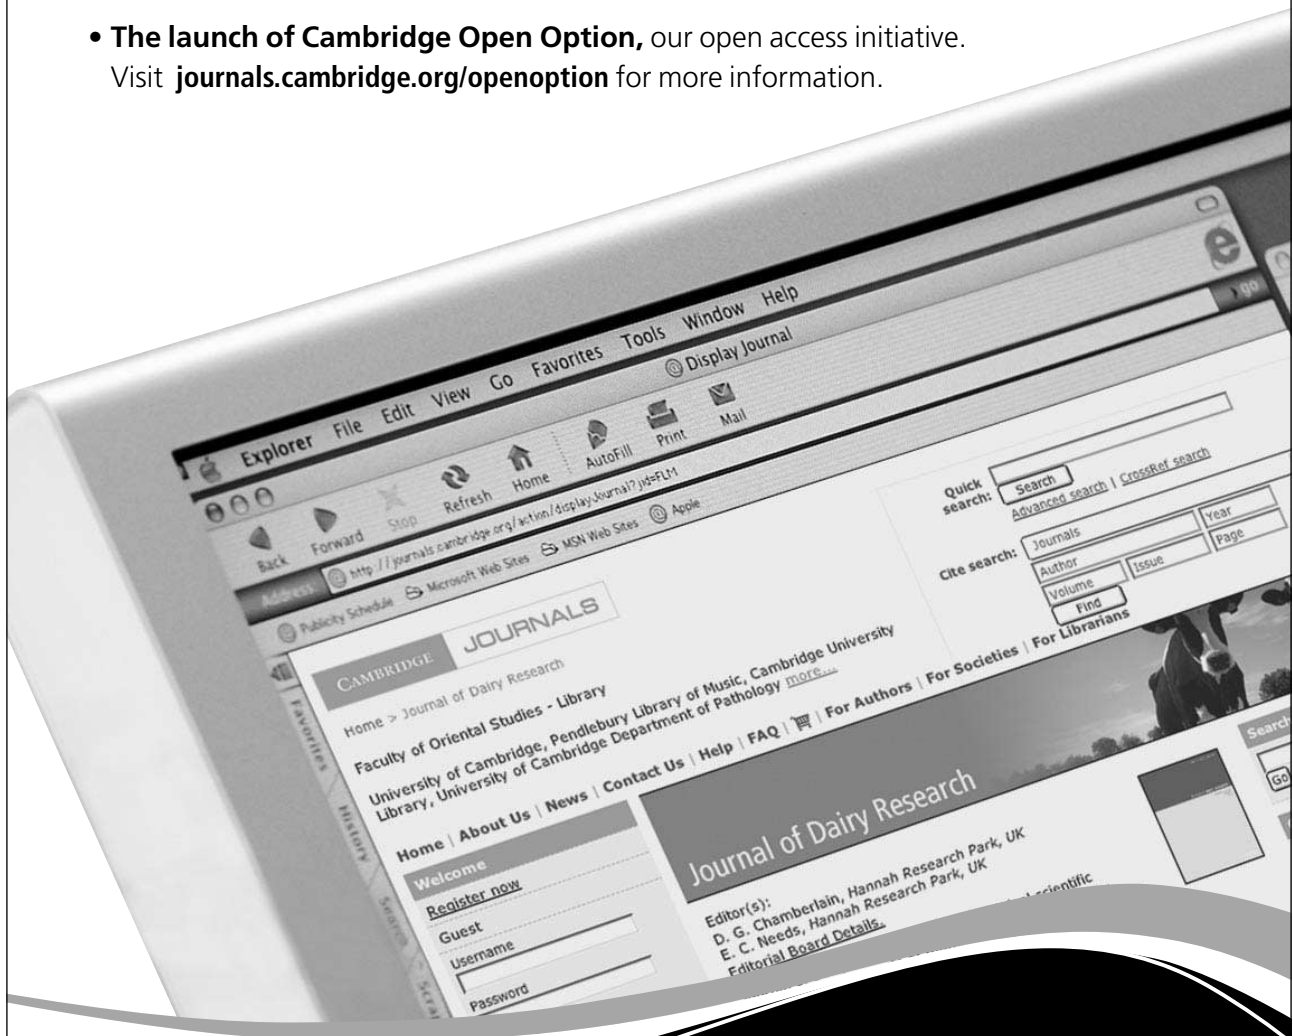 • The launch of Cambridge Open Option, our open access initiative.
Visit journals.cambridge.org/openoption for more information.
Explorer File Edit View Go Favorites Tools Window Help
Display Journal
Back Forward Stop Refresh Home AutoFill Print Mail
Address http://journals.cambridge.org/action/displayJournal?jid=FLM go
Publicity Schedule Microsoft Web Sites MSN Web Sites Apple
Favorites
History
Search
CAMBRIDGE JOURNALS
Quick search: Search
Advanced search | CrossRef search
Cite search: Journals
Author Year
Volume Issue Page
Find
Home > Journal of Dairy Research
Faculty of Oriental Studies - Library
University of Cambridge, Pendlebury Library of Music, Cambridge University
Library, University of Cambridge Department of Pathology more...
Home | About Us | News | Contact Us | Help | FAQ | | For Authors | For Societies | For Librarians
Welcome
Register now
Guest
Username
Password
Journal of Dairy Research
Editor(s):
D. G. Chamberlain, Hannah Research Park, UK
E. C. Needs, Hannah Research Park, UK
Editorial Board Details.
scientific
Search
Go